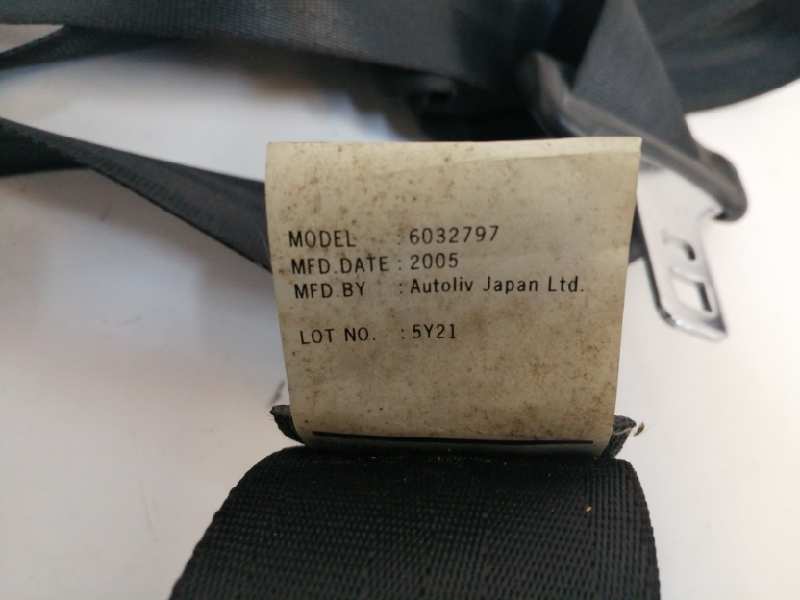 MODEL : 6032797
MFD.DATE : 2005
MFD.BY : Autoliv Japan Ltd.
LOT NO. : 5Y21